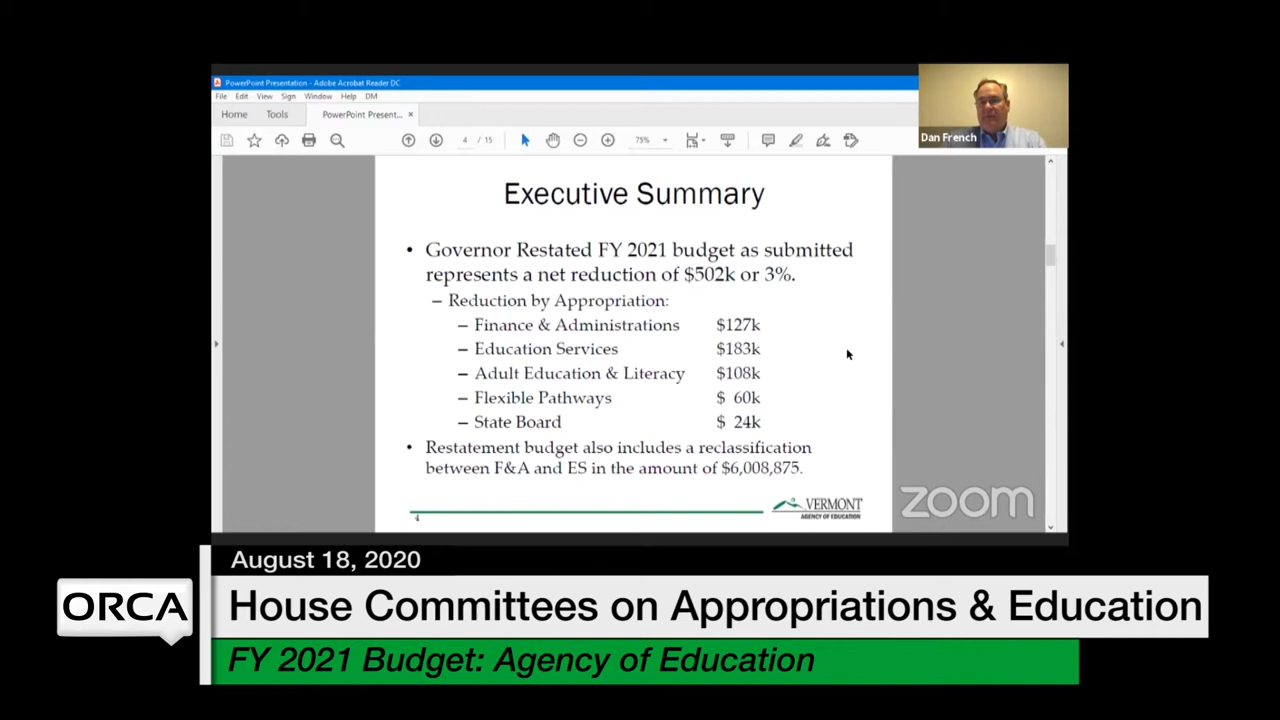 PowerPoint Presentation - Adobe Acrobat Reader DC
File Edit View Sign Window Help DM
Home Tools PowerPoint Present... ×
4 / 15 75%
Dan French
Executive Summary
• Governor Restated FY 2021 budget as submitted
represents a net reduction of $502k or 3%.
– Reduction by Appropriation:
– Finance & Administrations $127k
– Education Services $183k
– Adult Education & Literacy $108k
– Flexible Pathways $ 60k
– State Board $ 24k
• Restatement budget also includes a reclassification
between F&A and ES in the amount of $6,008,875.
4
VERMONT
AGENCY OF EDUCATION
zoom
August 18, 2020
ORCA
House Committees on Appropriations & Education
FY 2021 Budget: Agency of Education